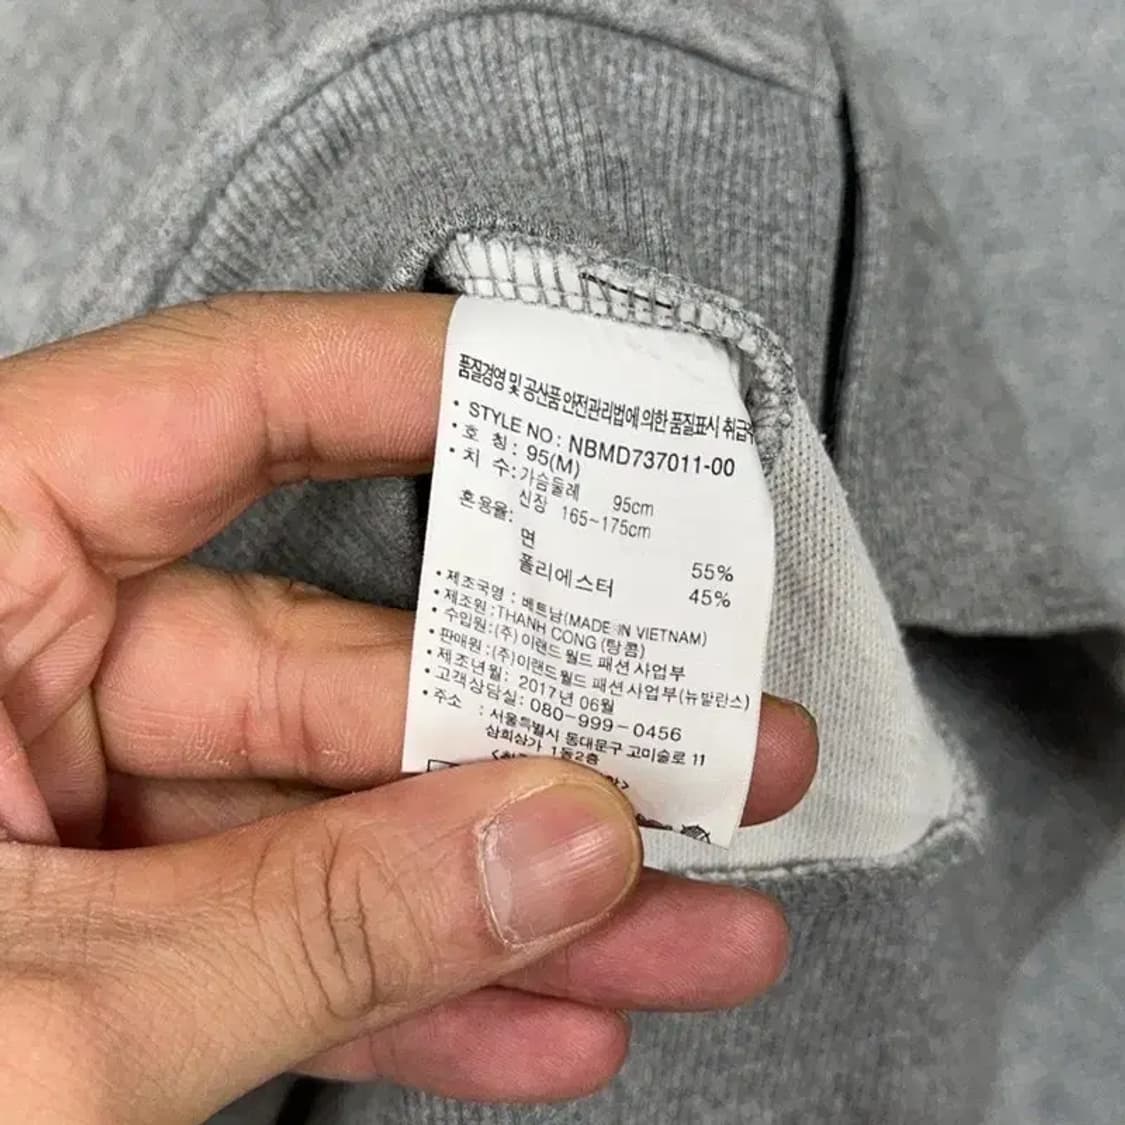 품질경영 및 공산품안전관리법에 의한 품질표시 취급주
• STYLE NO : NBMD737011-00
• 호 칭 : 95(M)
• 치 수 : 가슴둘레 95cm
신장 165~175cm
혼용율:
면 55%
폴리에스터 45%
• 제조국명 : 베트남(MADE IN VIETNAM)
• 제조원 : THANH CONG (탕콤)
• 수입원 : (주)이랜드월드 패션사업부
• 판매원 : (주)이랜드월드 패션사업부(뉴발란스)
• 제조년월 : 2017년 06월
• 고객상담실 : 080-999-0456
• 주소 : 서울특별시 동대문구 고미술로 11
삼희상가 1동2층